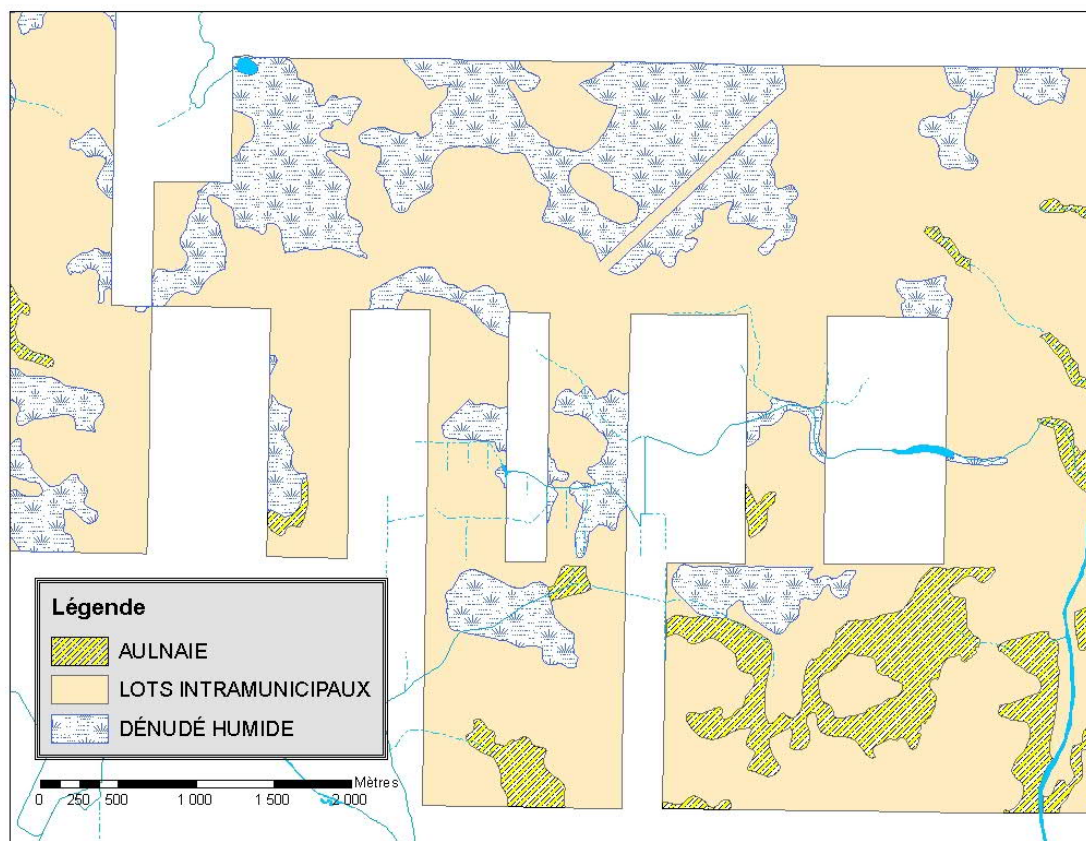 Légende
AULNAIE
LOTS INTRAMUNICIPAUX
DÉNUDÉ HUMIDE
Mètres
0 250 500 1 000 1 500 2 000